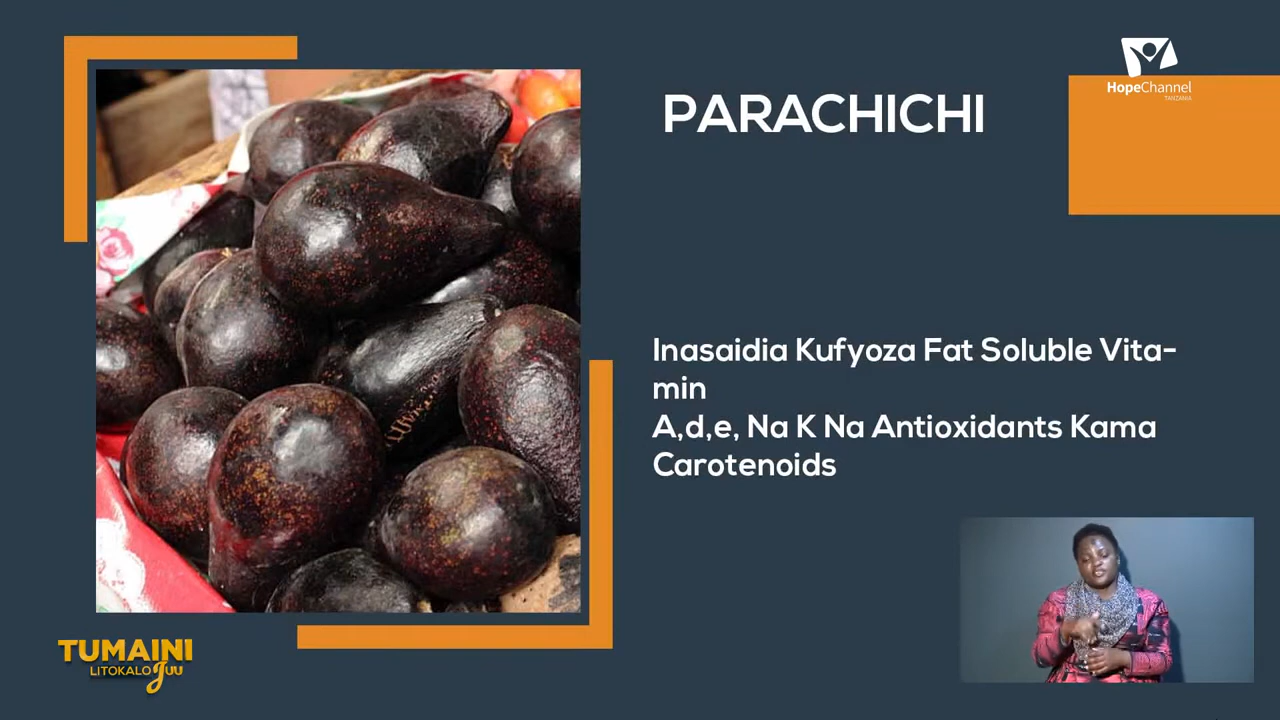 PARACHICHI
HopeChannel
TANZANIA
Inasaidia Kufyoza Fat Soluble Vita-
min
A,d,e, Na K Na Antioxidants Kama
Carotenoids
TUMAINI
LITOKALO JUU